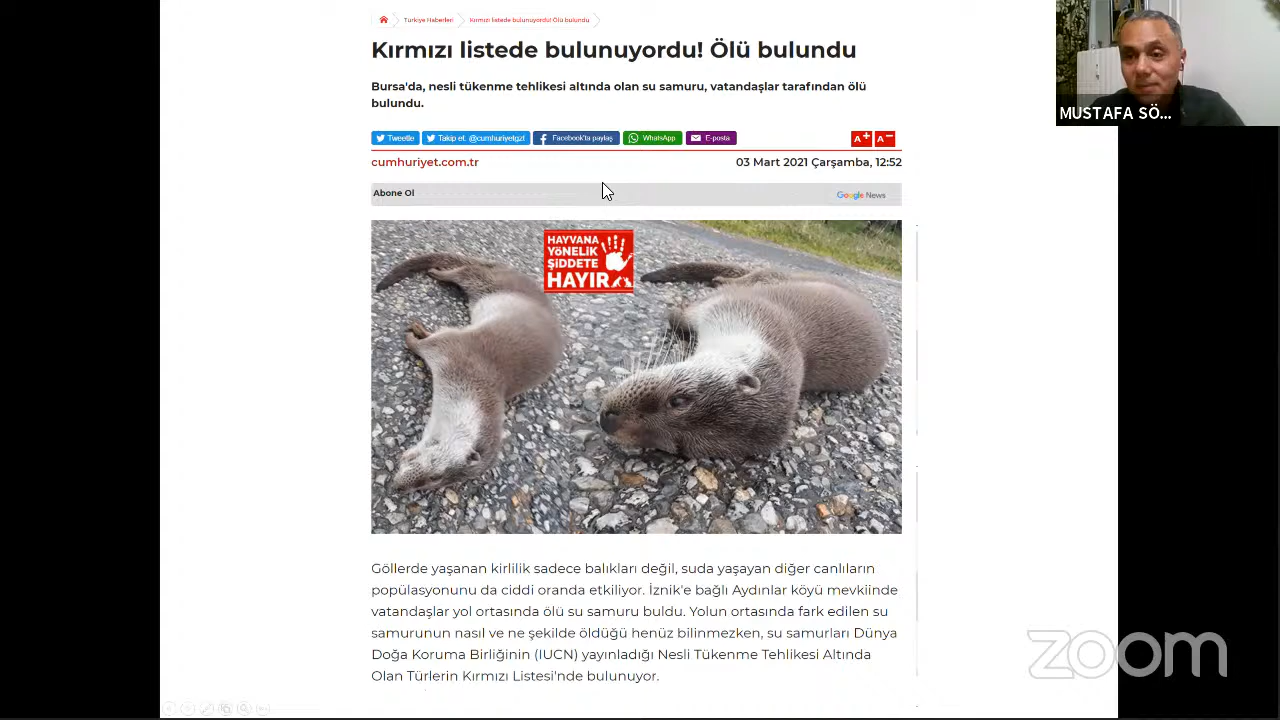 Türkiye Haberleri
Kırmızı listede bulunuyordu! Ölü bulundu
Kırmızı listede bulunuyordu! Ölü bulundu
MUSTAFA SÖ...
Bursa'da, nesli tükenme tehlikesi altında olan su samuru, vatandaşlar tarafından ölü
bulundu.
Tweetle
Takip et: @cumhuriyetgzt
Facebook'ta paylaş
WhatsApp
E-posta
A+
A-
cumhuriyet.com.tr
03 Mart 2021 Çarşamba, 12:52
Abone Ol
Google News
HAYVANA
YÖNELİK
ŞİDDETE
HAYIR
Göllerde yaşanan kirlilik sadece balıkları değil, suda yaşayan diğer canlıların
popülasyonunu da ciddi oranda etkiliyor. İznik'e bağlı Aydınlar köyü mevkiinde
vatandaşlar yol ortasında ölü su samuru buldu. Yolun ortasında fark edilen su
samurunun nasıl ve ne şekilde öldüğü henüz bilinmezken, su samurları Dünya
Doğa Koruma Birliğinin (IUCN) yayınladığı Nesli Tükenme Tehlikesi Altında
Olan Türlerin Kırmızı Listesi'nde bulunuyor.
zoom